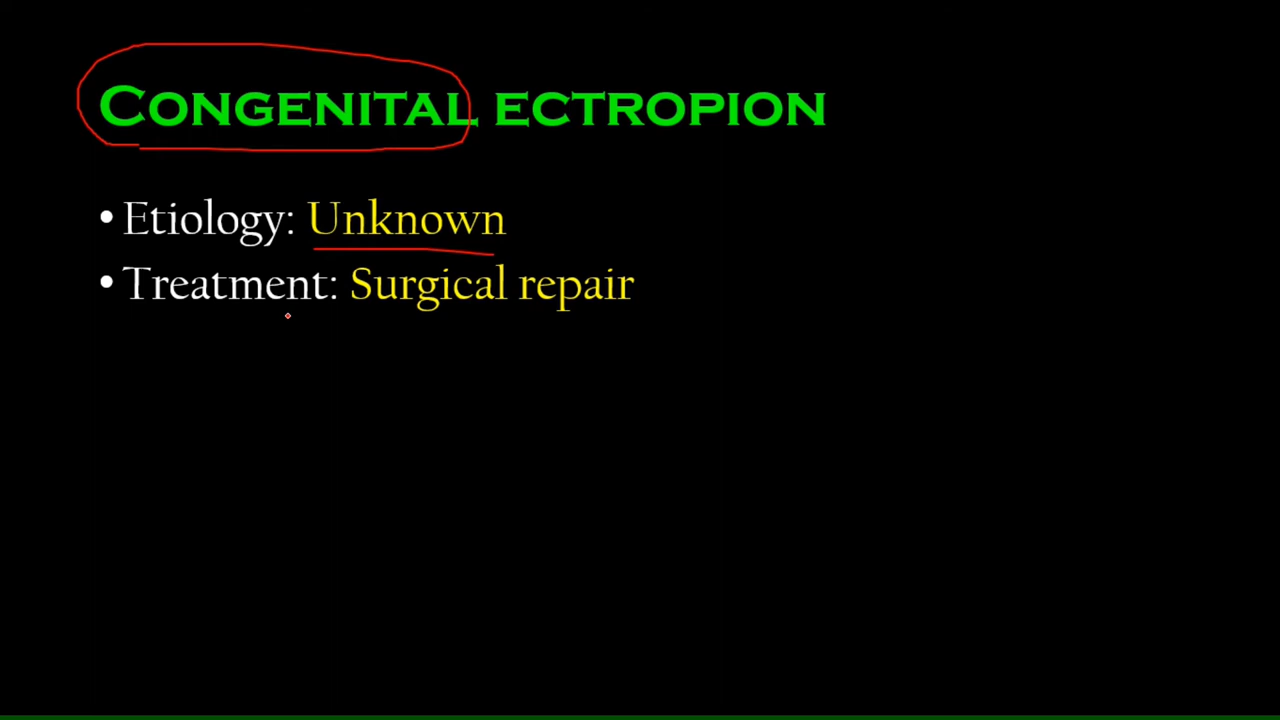 Congenital ectropion
• Etiology: Unknown
• Treatment: Surgical repair